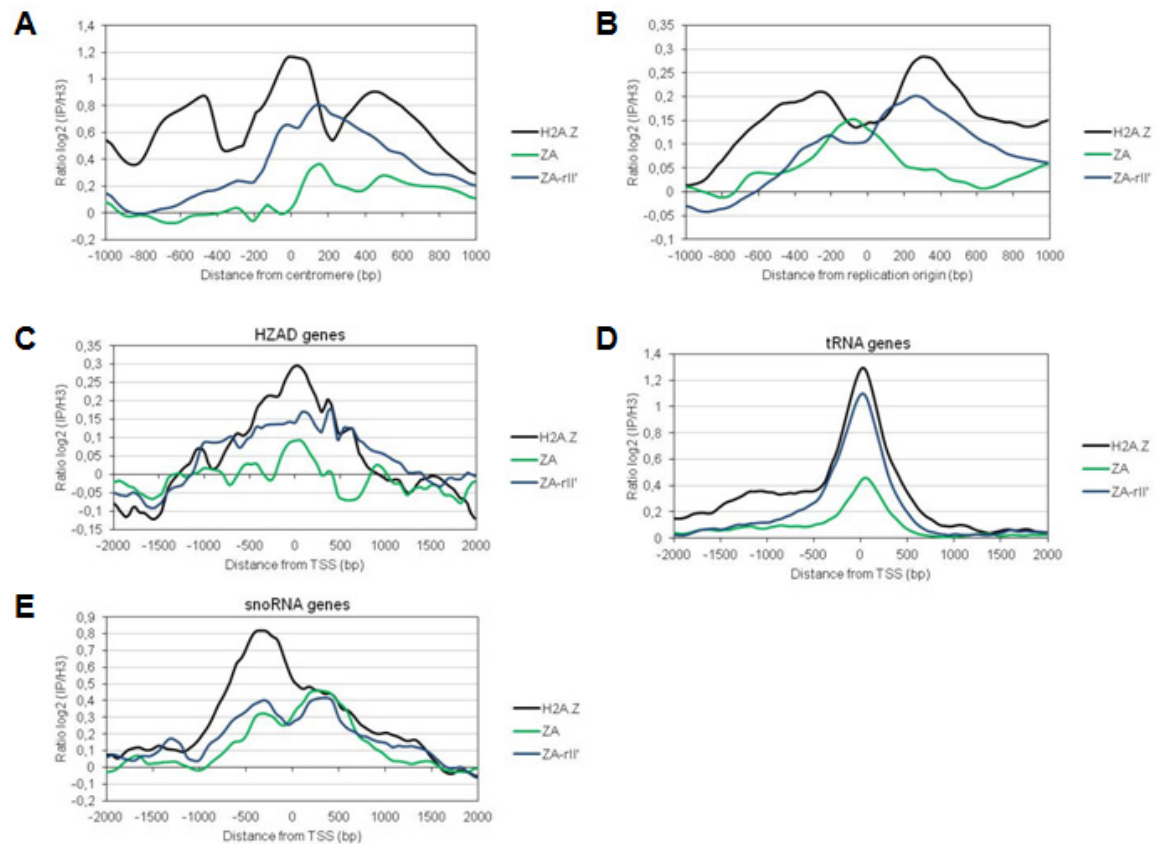 A
Ratio log2 (IP/H3)
1,4
1,2
1
0,8
0,6
0,4
0,2
0
-0,2
-1000 -800 -600 -400 -200 0 200 400 600 800 1000
Distance from centromere (bp)
H2A.Z
ZA
ZA-rII'
B
Ratio log2 (IP/H3)
0,35
0,3
0,25
0,2
0,15
0,1
0,05
0
-0,05
-0,1
-1000 -800 -600 -400 -200 0 200 400 600 800 1000
Distance from replication origin (bp)
H2A.Z
ZA
ZA-rII'
C
HZAD genes
Ratio log2 (IP/H3)
0,35
0,3
0,25
0,2
0,15
0,1
0,05
0
-0,05
-0,1
-0,15
-2000 -1500 -1000 -500 0 500 1000 1500 2000
Distance from TSS (bp)
H2A.Z
ZA
ZA-rII'
D
tRNA genes
Ratio log2 (IP/H3)
1,4
1,2
1
0,8
0,6
0,4
0,2
0
-2000 -1500 -1000 -500 0 500 1000 1500 2000
Distance from TSS (bp)
H2A.Z
ZA
ZA-rII'
E
snoRNA genes
Ratio log2 (IP/H3)
0,9
0,8
0,7
0,6
0,5
0,4
0,3
0,2
0,1
0
-0,1
-0,2
-2000 -1500 -1000 -500 0 500 1000 1500 2000
Distance from TSS (bp)
H2A.Z
ZA
ZA-rII'